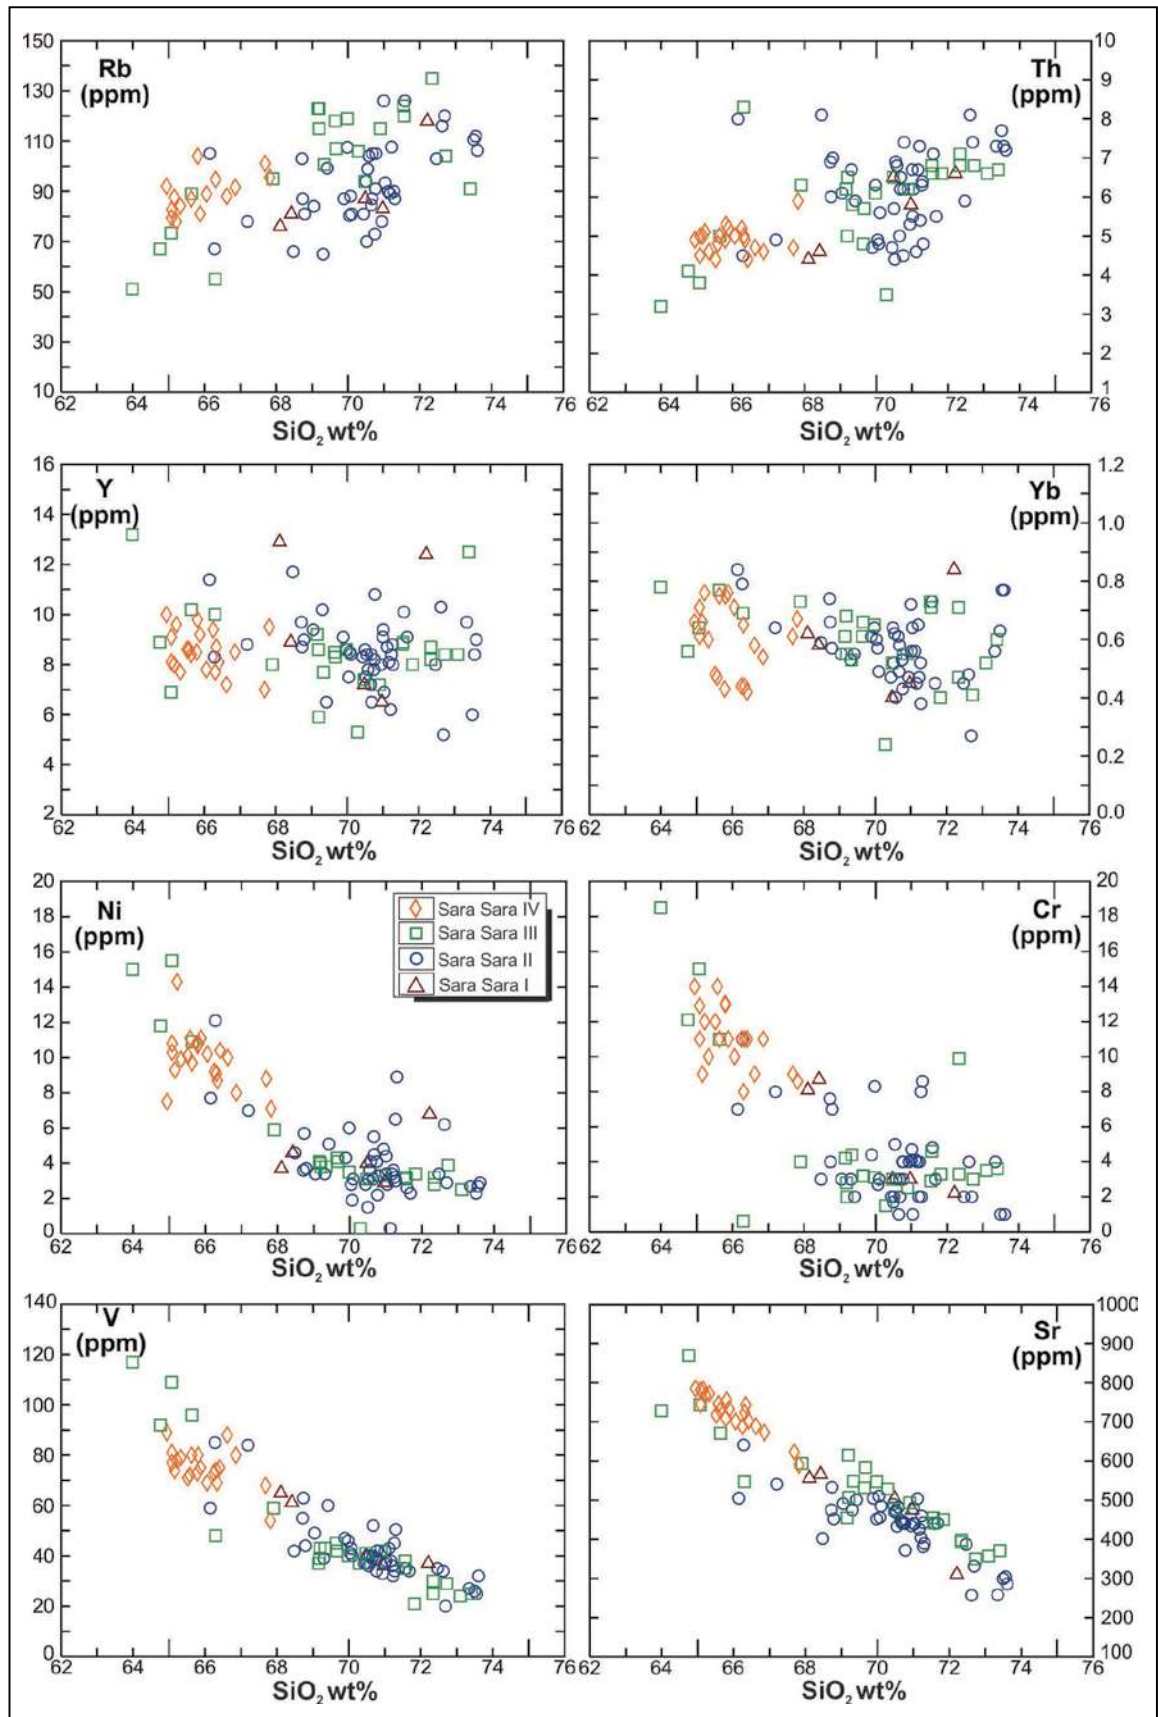 Rb
(ppm)
150
130
110
90
70
50
30
10
62 64 66 68 70 72 74 76
SiO2 wt%
Th
(ppm)
10
9
8
7
6
5
4
3
2
1
62 64 66 68 70 72 74 76
SiO2 wt%
Y
(ppm)
16
14
12
10
8
6
4
2
62 64 66 68 70 72 74 76
SiO2 wt%
Yb
(ppm)
1.2
1.0
0.8
0.6
0.4
0.2
0.0
62 64 66 68 70 72 74 76
SiO2 wt%
Ni
(ppm)
20
18
16
14
12
10
8
6
4
2
0
62 64 66 68 70 72 74 76
SiO2 wt%
Sara Sara IV
Sara Sara III
Sara Sara II
Sara Sara I
Cr
(ppm)
20
18
16
14
12
10
8
6
4
2
0
62 64 66 68 70 72 74 76
SiO2 wt%
V
(ppm)
140
120
100
80
60
40
20
0
62 64 66 68 70 72 74 76
SiO2 wt%
Sr
(ppm)
1000
900
800
700
600
500
400
300
200
100
62 64 66 68 70 72 74 76
SiO2 wt%